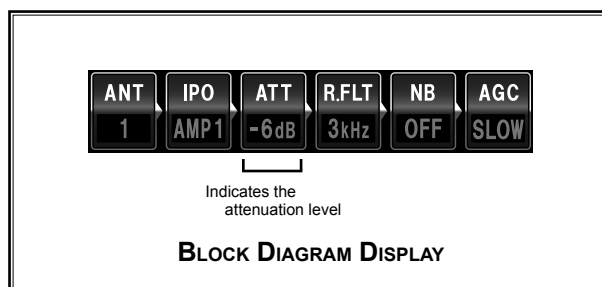 ANT IPO ATT R.FLT NB AGC
1 AMP1 -6dB 3kHz OFF SLOW
Indicates the
attenuation level
BLOCK DIAGRAM DISPLAY